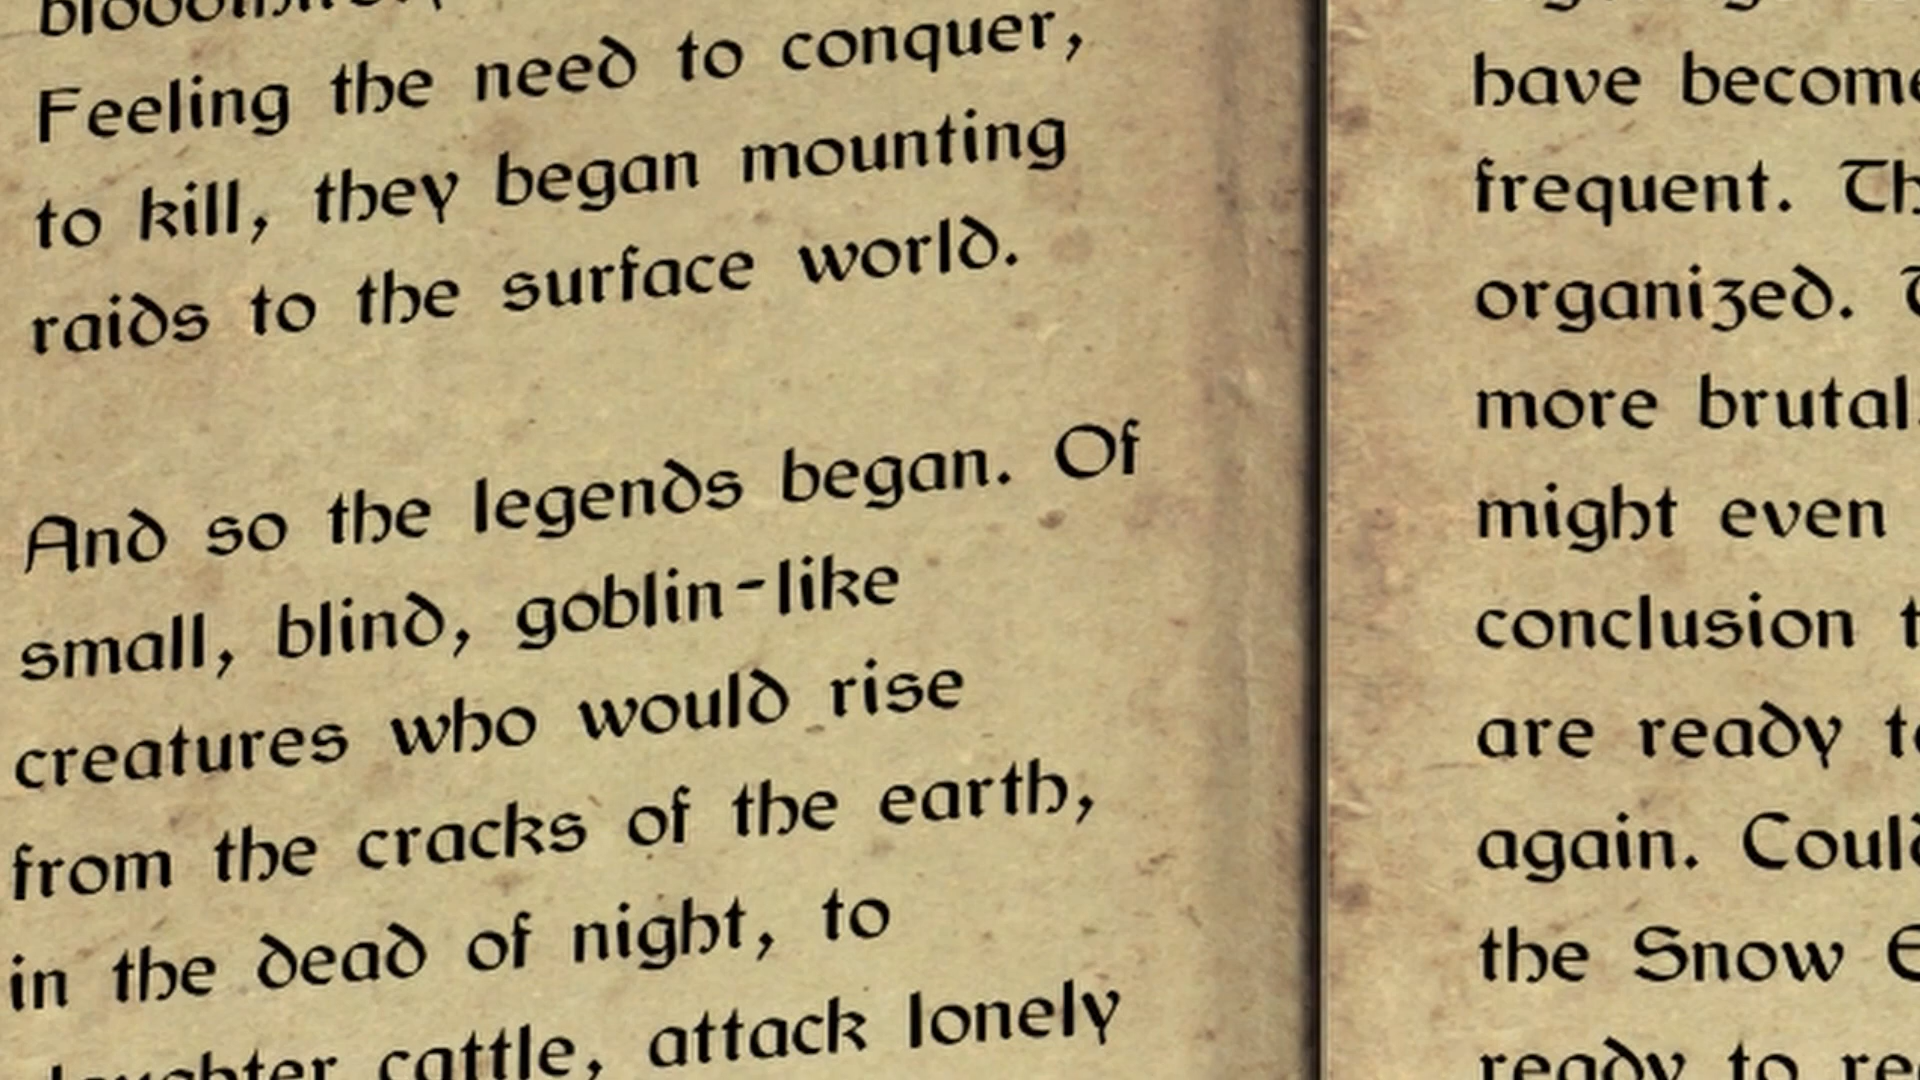 Feeling the need to conquer,
to kill, they began mounting
raids to the surface world.
And so the legends began. Of
small, blind, goblin-like
creatures who would rise
from the cracks of the earth,
in the dead of night, to
cattle, attack lonely
have become
frequent.
organized.
more brutal.
might even
conclusion
are ready
again.
the Snow
ready to